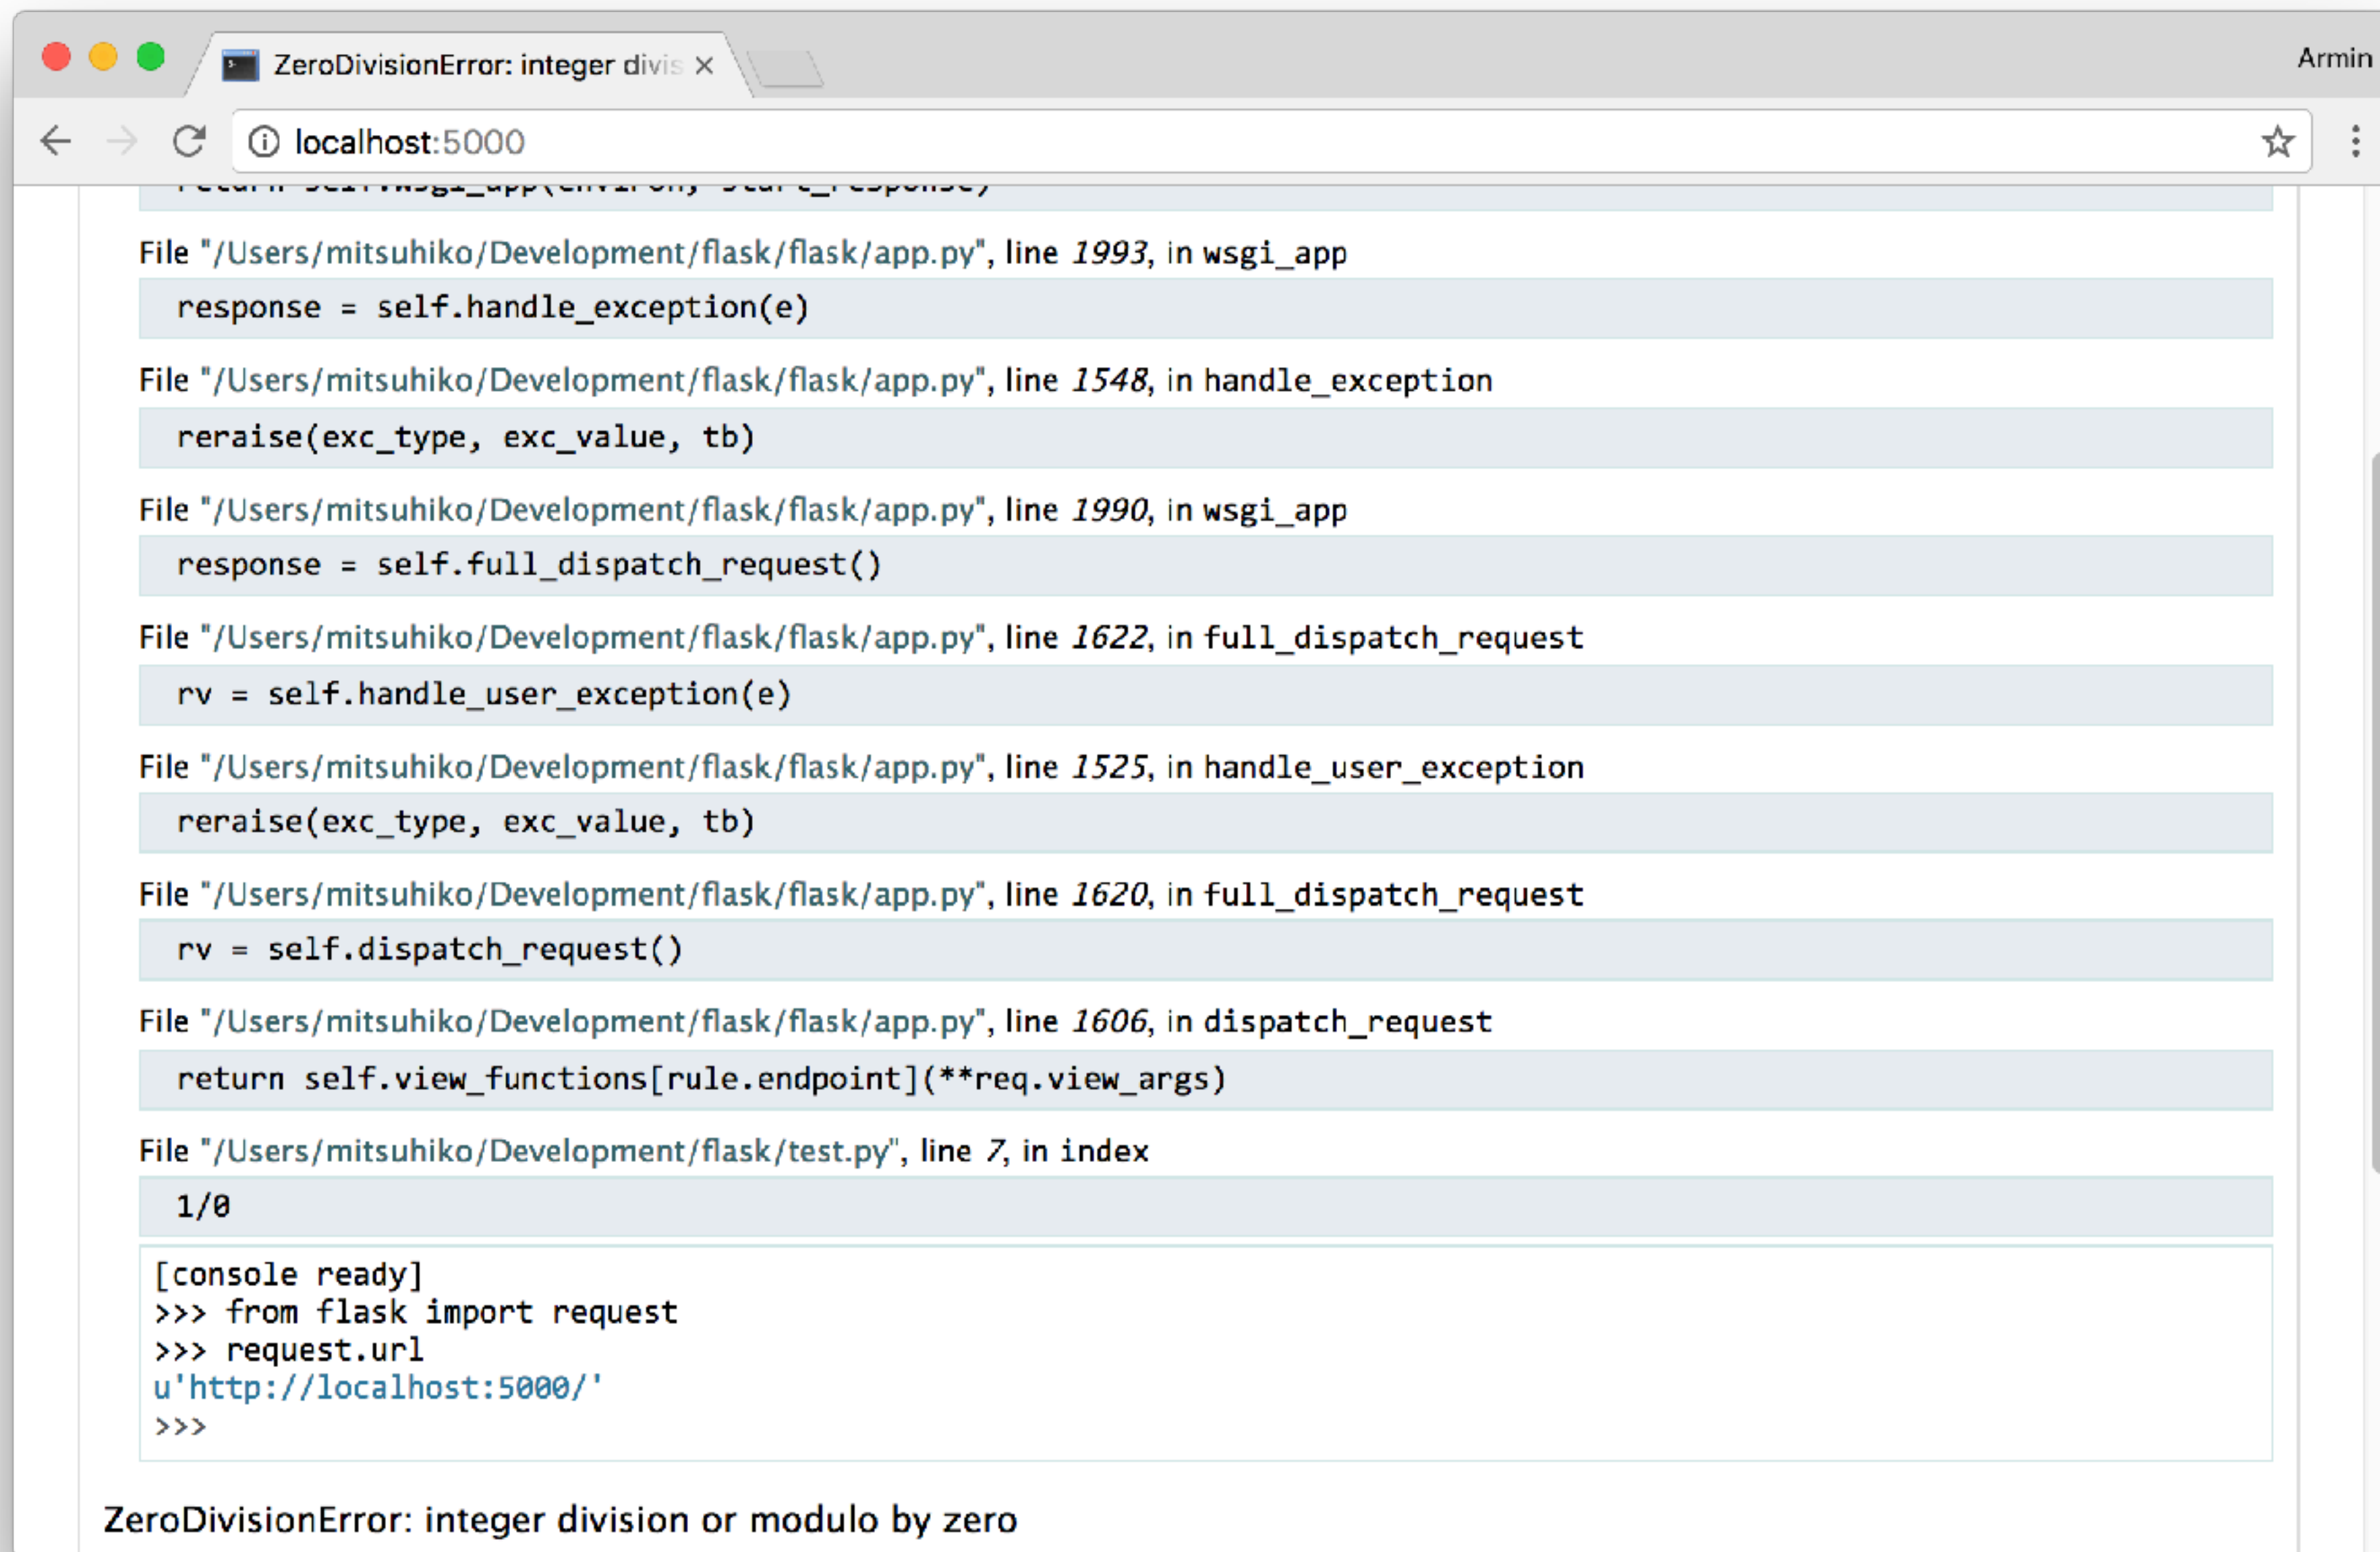 ZeroDivisionError: integer divis
Armin
localhost:5000
return self.wsgi_app(environ, start_response)
File "/Users/mitsuhiko/Development/flask/flask/app.py", line 1993, in wsgi_app
response = self.handle_exception(e)
File "/Users/mitsuhiko/Development/flask/flask/app.py", line 1548, in handle_exception
reraise(exc_type, exc_value, tb)
File "/Users/mitsuhiko/Development/flask/flask/app.py", line 1990, in wsgi_app
response = self.full_dispatch_request()
File "/Users/mitsuhiko/Development/flask/flask/app.py", line 1622, in full_dispatch_request
rv = self.handle_user_exception(e)
File "/Users/mitsuhiko/Development/flask/flask/app.py", line 1525, in handle_user_exception
reraise(exc_type, exc_value, tb)
File "/Users/mitsuhiko/Development/flask/flask/app.py", line 1620, in full_dispatch_request
rv = self.dispatch_request()
File "/Users/mitsuhiko/Development/flask/flask/app.py", line 1606, in dispatch_request
return self.view_functions[rule.endpoint](**req.view_args)
File "/Users/mitsuhiko/Development/flask/test.py", line 7, in index
1/0
[console ready]
>>> from flask import request
>>> request.url
u'http://localhost:5000/'
>>>
ZeroDivisionError: integer division or modulo by zero